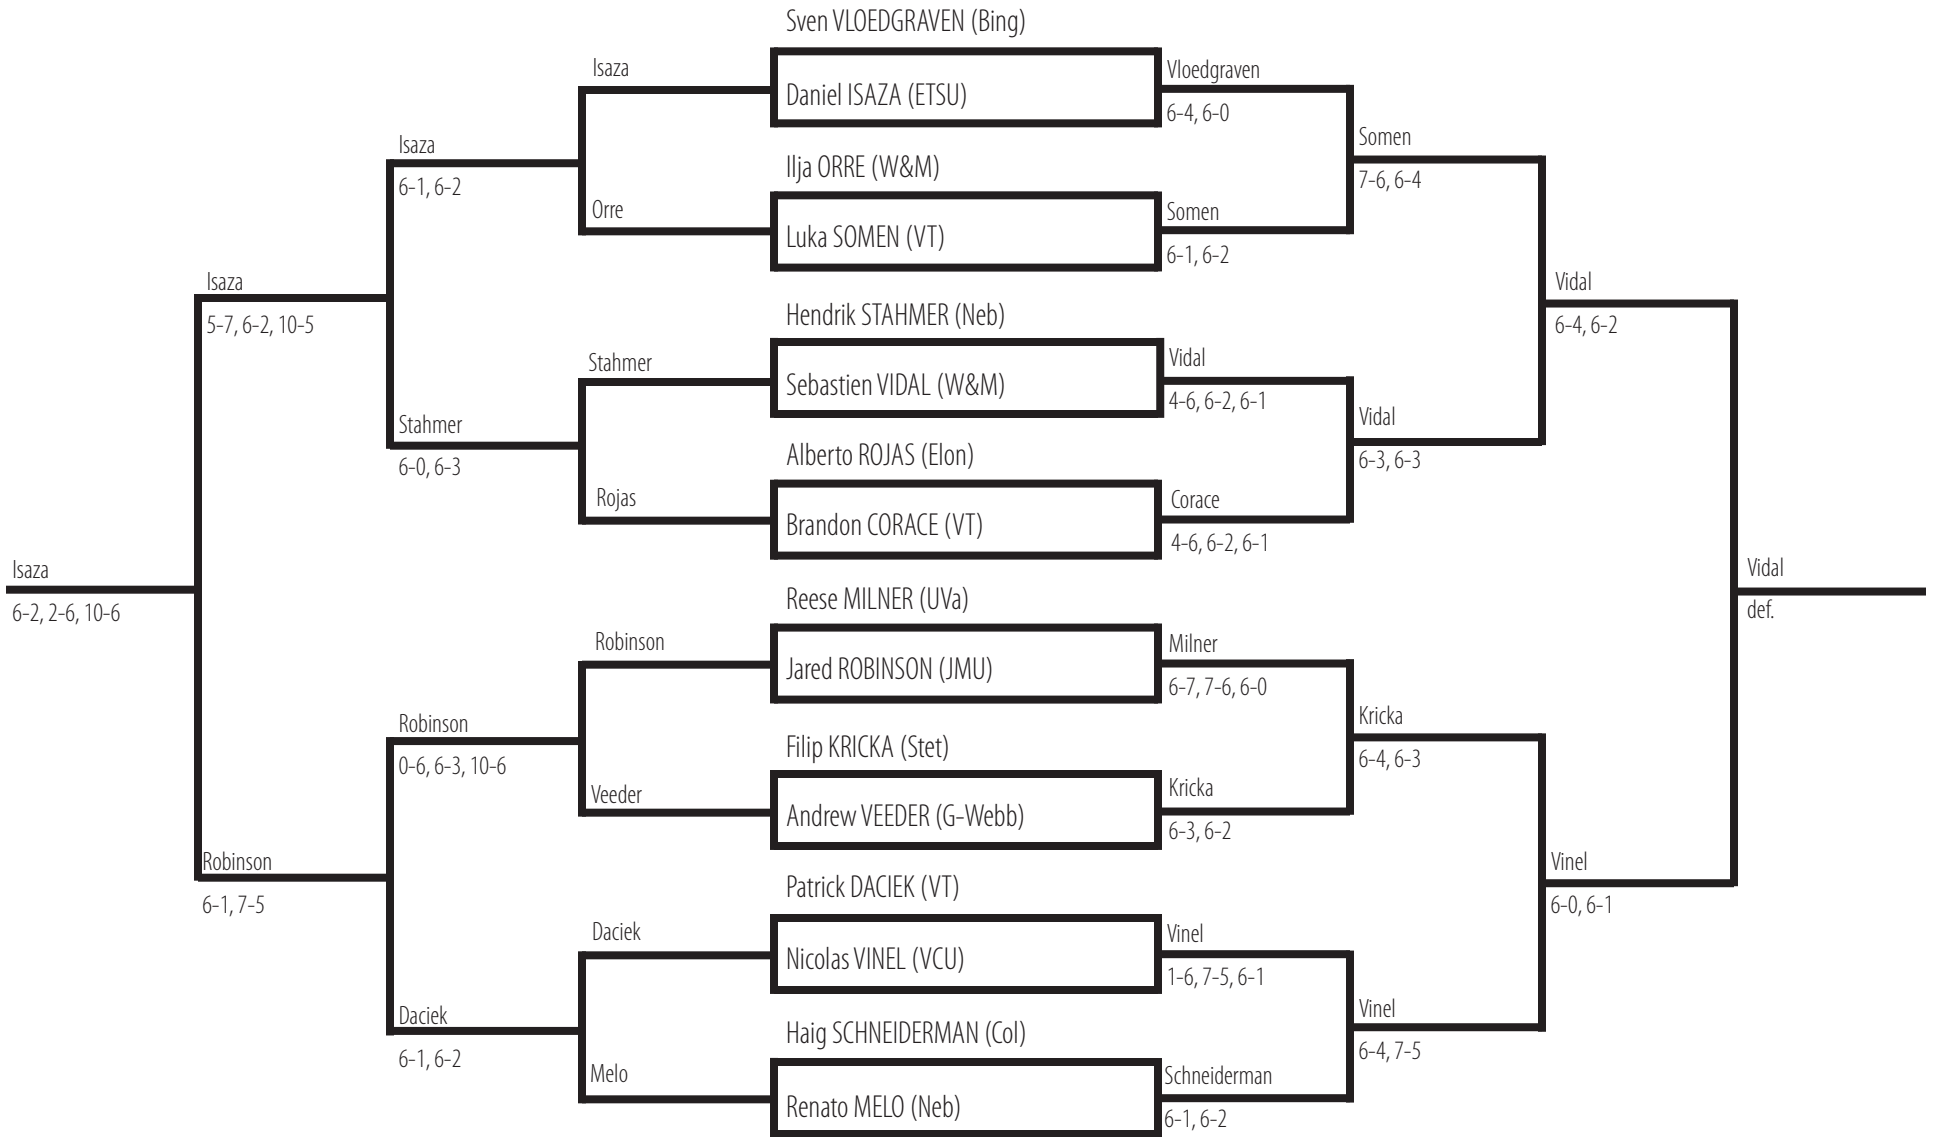 Sven VLOEDGRAVEN (Bing)
Isaza
Vloedgraven
Daniel ISAZA (ETSU)
6-4, 6-0
Isaza
Somen
Ilja ORRE (W&M)
6-1, 6-2
7-6, 6-4
Orre
Somen
Luka SOMEN (VT)
6-1, 6-2
Isaza
Vidal
Hendrik STAHMER (Neb)
5-7, 6-2, 10-5
6-4, 6-2
Stahmer
Vidal
Sebastien VIDAL (W&M)
4-6, 6-2, 6-1
Stahmer
Vidal
Alberto ROJAS (Elon)
6-0, 6-3
6-3, 6-3
Rojas
Corace
Brandon CORACE (VT)
4-6, 6-2, 6-1
Isaza
Vidal
Reese MILNER (UVa)
6-2, 2-6, 10-6
def.
Robinson
Milner
Jared ROBINSON (JMU)
6-7, 7-6, 6-0
Robinson
Kricka
Filip KRICKA (Stet)
0-6, 6-3, 10-6
6-4, 6-3
Veeder
Kricka
Andrew VEEDER (G-Webb)
6-3, 6-2
Robinson
Vinel
Patrick DACIEK (VT)
6-1, 7-5
6-0, 6-1
Daciek
Vinel
Nicolas VINEL (VCU)
1-6, 7-5, 6-1
Daciek
Vinel
Haig SCHNEIDERMAN (Col)
6-1, 6-2
6-4, 7-5
Melo
Schneiderman
Renato MELO (Neb)
6-1, 6-2